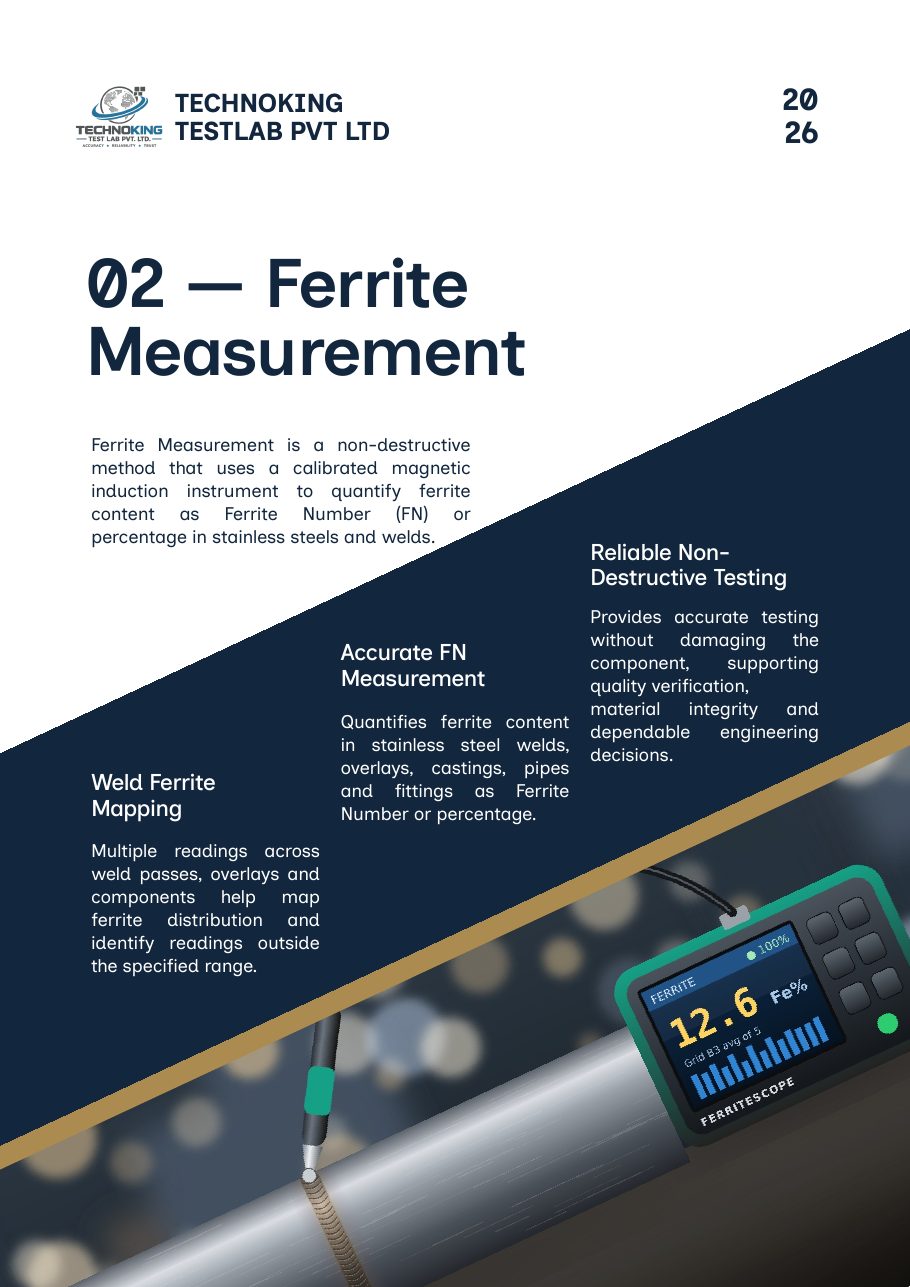 TECHNOKING
TEST LAB PVT. LTD.
ACCURACY • RELIABILITY • TRUST
TECHNOKING
TESTLAB PVT LTD
20
26
02 — Ferrite
Measurement
Ferrite Measurement is a non-destructive
method that uses a calibrated magnetic
induction instrument to quantify ferrite
content as Ferrite Number (FN) or
percentage in stainless steels and welds.
Reliable Non-
Destructive Testing
Provides accurate testing
without damaging the
component, supporting
quality verification,
material integrity and
dependable engineering
decisions.
Accurate FN
Measurement
Quantifies ferrite content
in stainless steel welds,
overlays, castings, pipes
and fittings as Ferrite
Number or percentage.
Weld Ferrite
Mapping
Multiple readings across
weld passes, overlays and
components help map
ferrite distribution and
identify readings outside
the specified range.
FERRITE
100%
12.6 Fe%
Grid B3 avg of 5
FERRITESCOPE